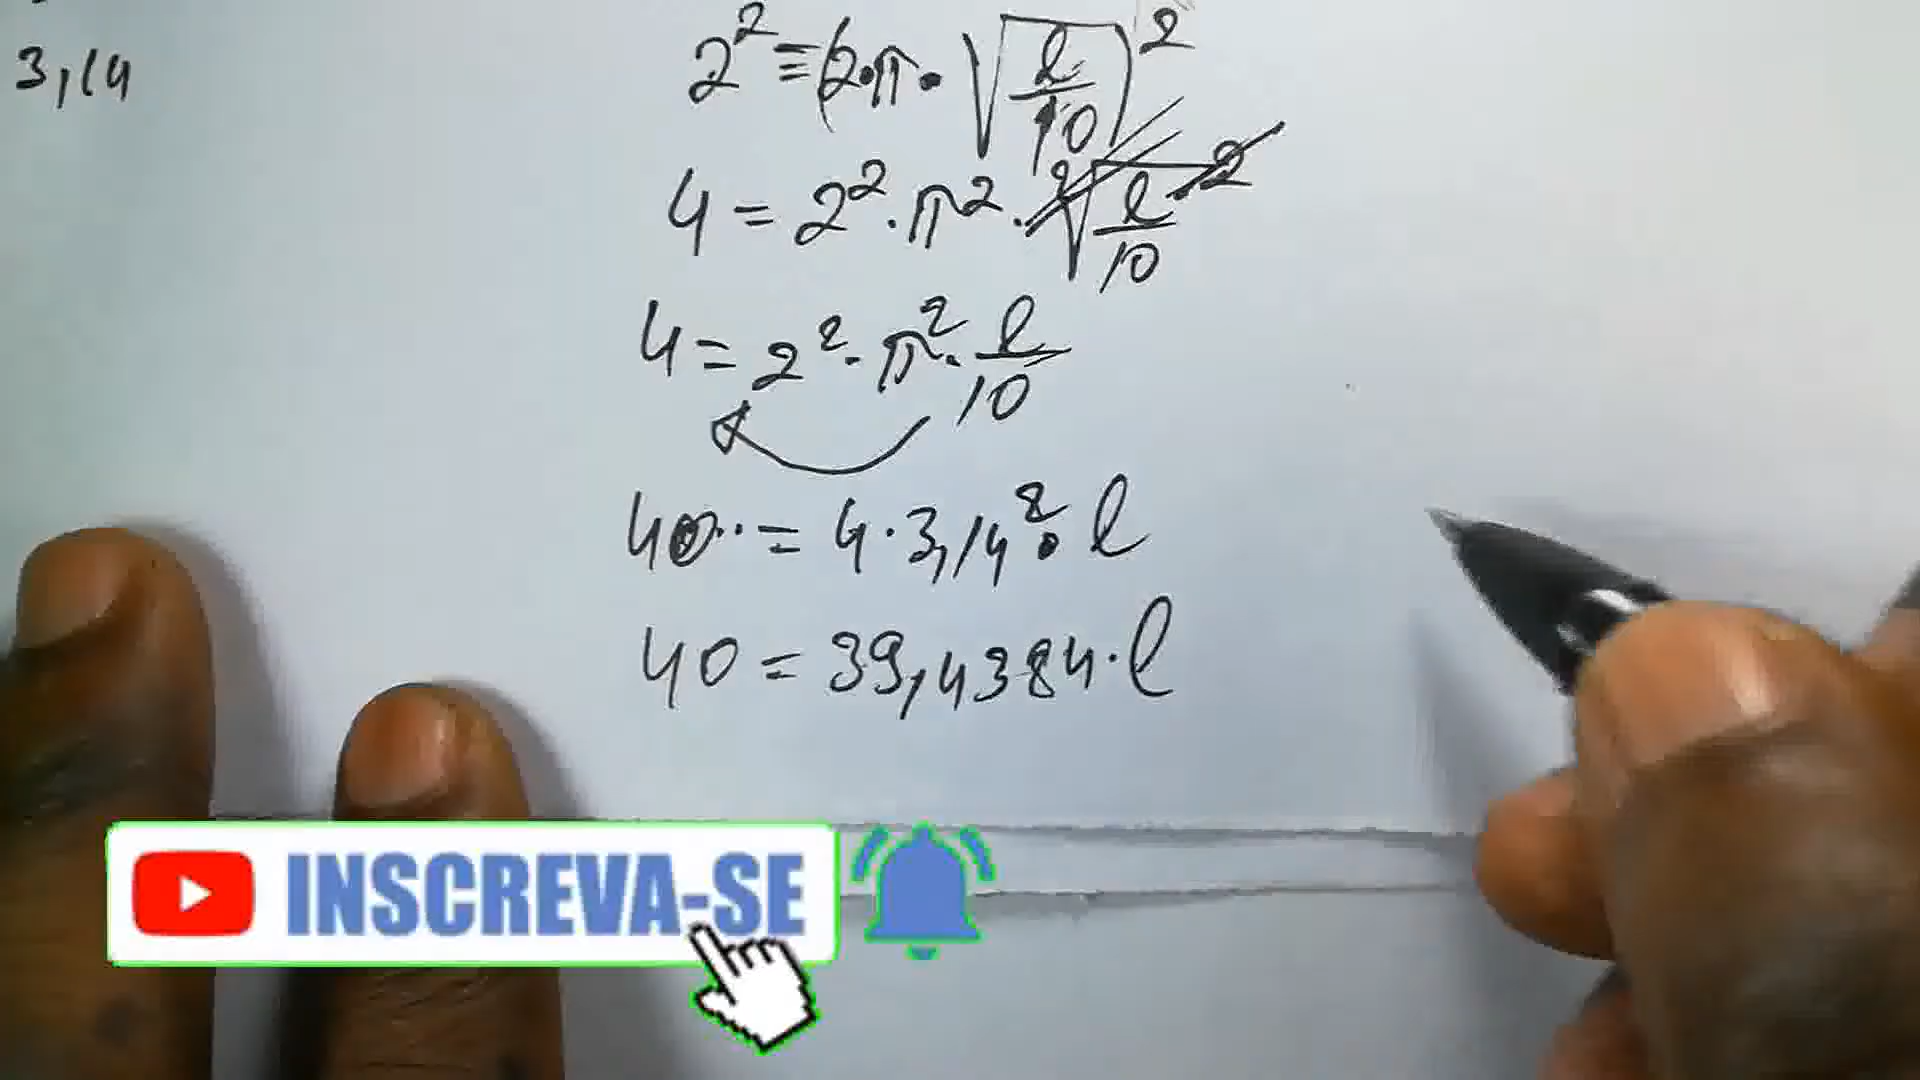 3,14
2² = (2·π·√(l/10))²
4 = 2²·π²·²√(l/10)²
4 = 2²·π²·l/10
40 = 4·3,14²·l
40 = 39,4384·l
INSCREVA-SE